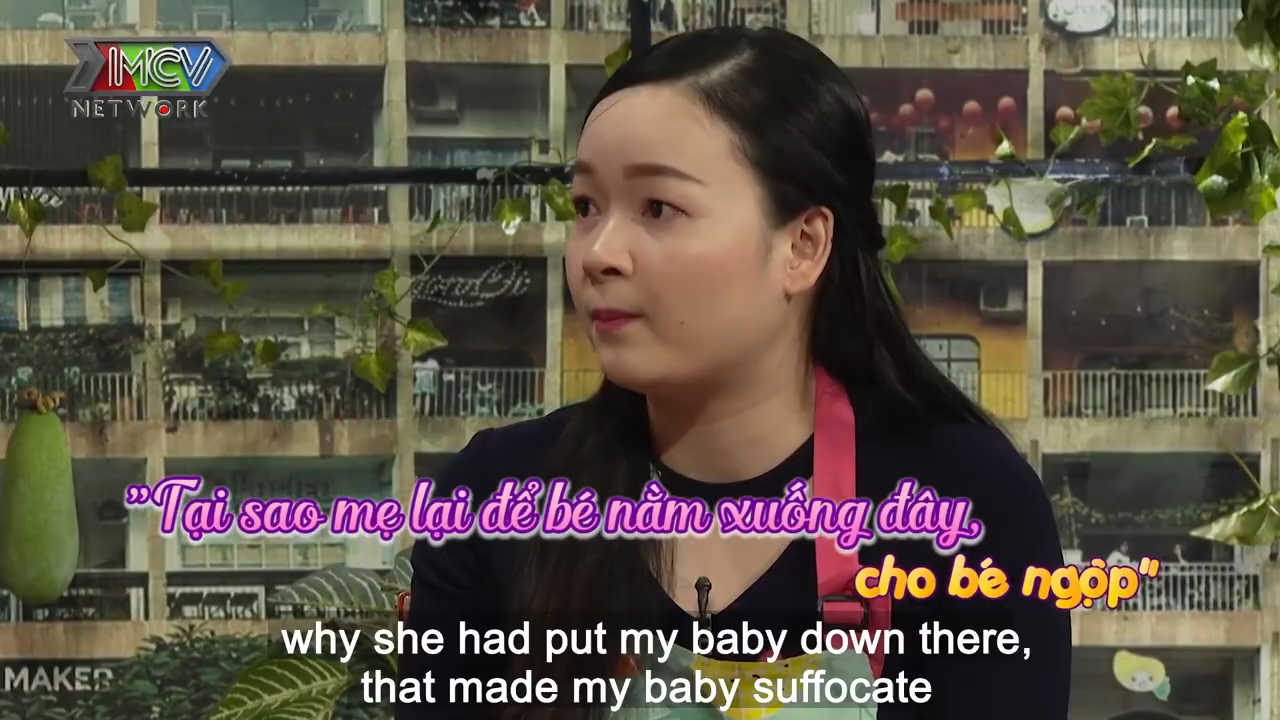 MCV
NETWORK
"Tại sao mẹ lại để bé nằm xuống đây,
cho bé ngộp"
why she had put my baby down there,
that made my baby suffocate
MAKER